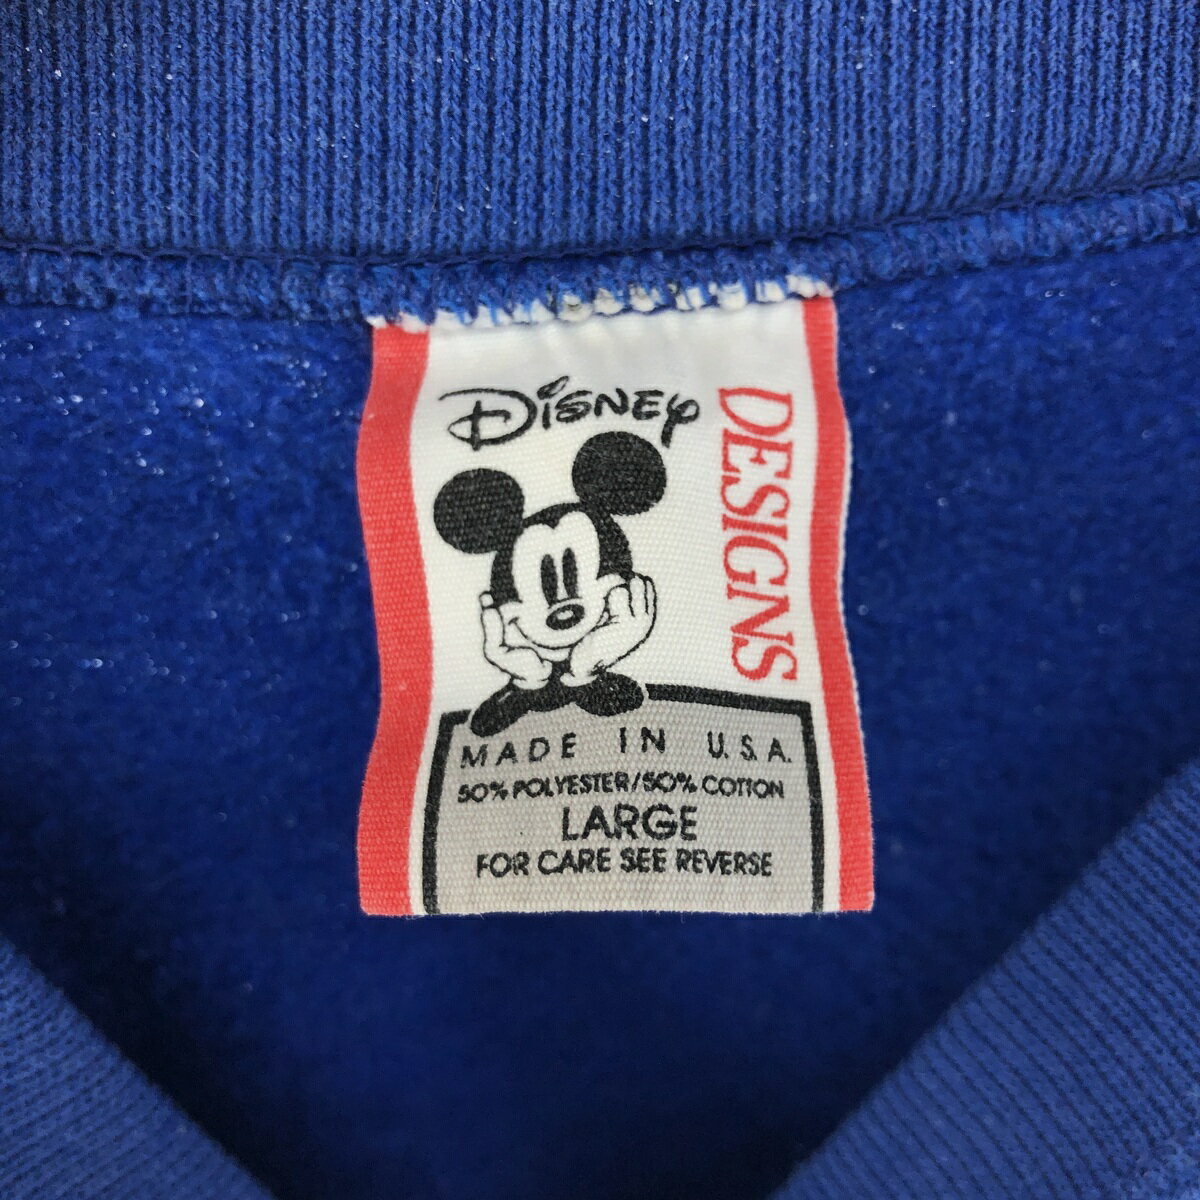 Disney
DESIGNS
MADE IN U.S.A.
50% POLYESTER/50% COTTON
LARGE
FOR CARE SEE REVERSE